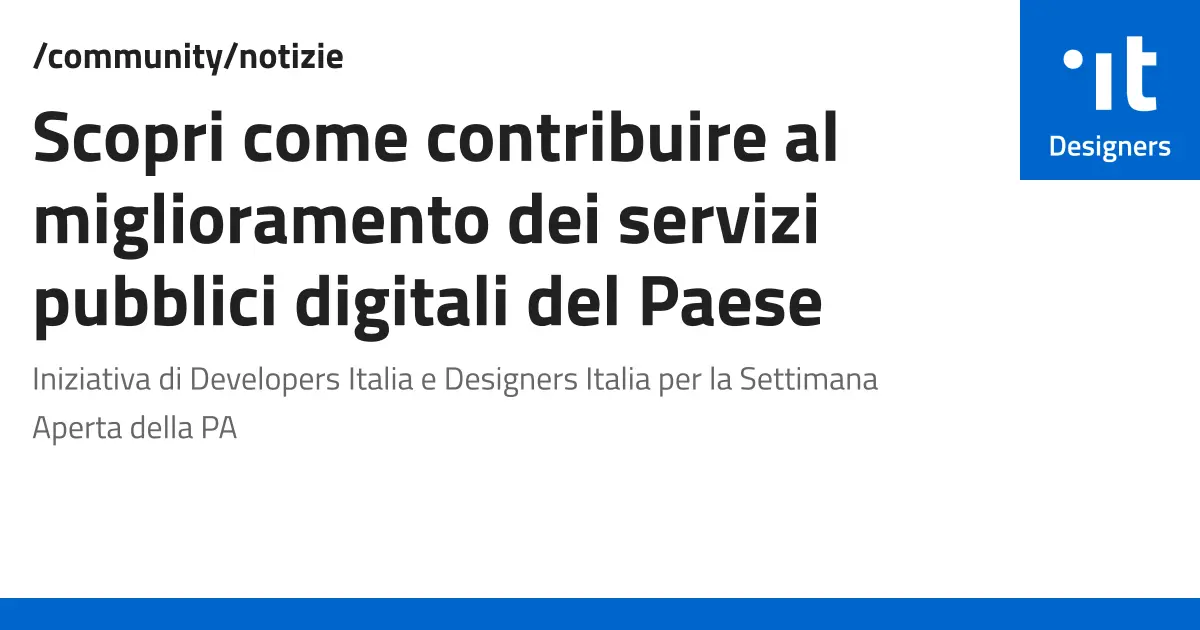 /community/notizie
Scopri come contribuire al
miglioramento dei servizi
pubblici digitali del Paese
Iniziativa di Developers Italia e Designers Italia per la Settimana
Aperta della PA
it
Designers